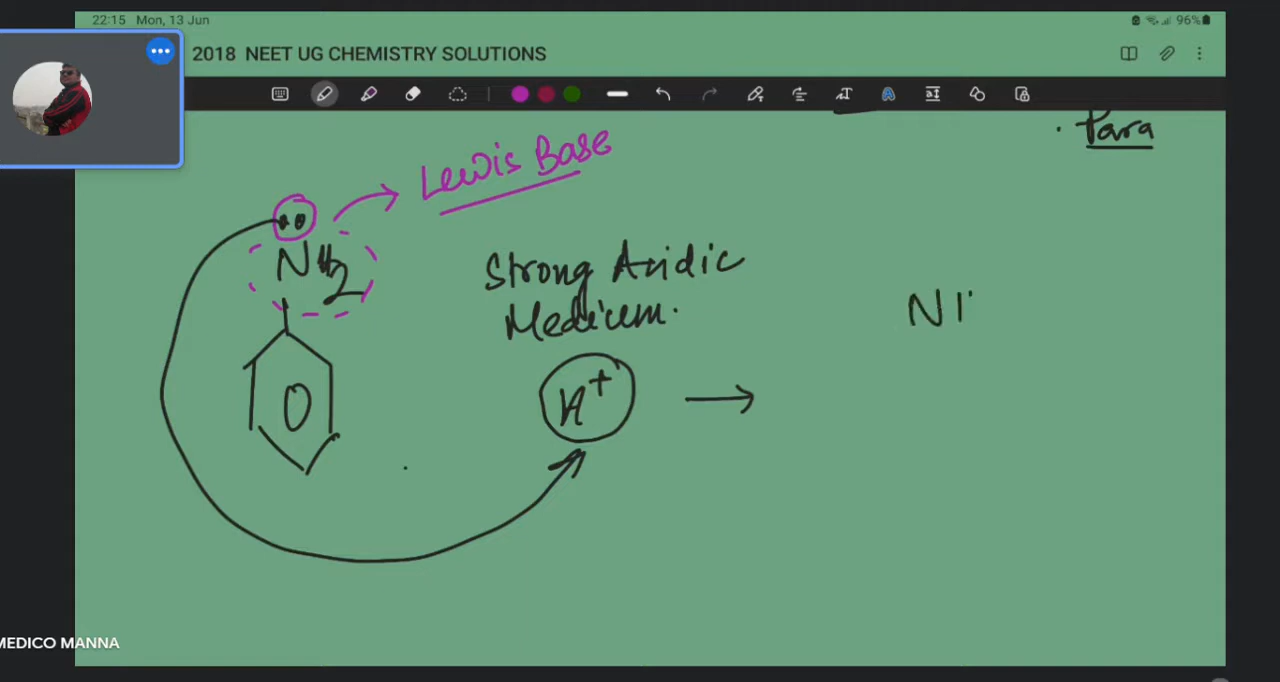 22:15 Mon, 13 Jun
96%
2018 NEET UG CHEMISTRY SOLUTIONS
Para
Lewis Base
NH2
Strong Acidic
Medium.
H+
N
MEDICO MANNA